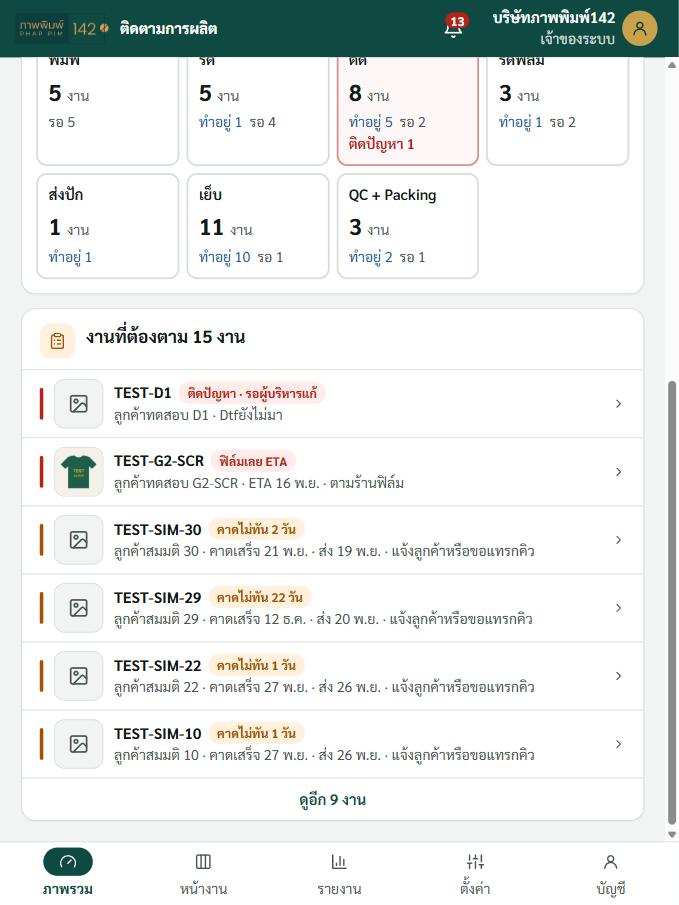 ภาพพิมพ์ 142
PHAP PIM
ติดตามการผลิต
13
บริษัทภาพพิมพ์142
เจ้าของระบบ
พิมพ์
5 งาน
รอ 5
รีด
5 งาน
ทำอยู่ 1 รอ 4
ตัด
8 งาน
ทำอยู่ 5 รอ 2
ติดปัญหา 1
รีดฟิล์ม
3 งาน
ทำอยู่ 1 รอ 2
ส่งปัก
1 งาน
ทำอยู่ 1
เย็บ
11 งาน
ทำอยู่ 10 รอ 1
QC + Packing
3 งาน
ทำอยู่ 2 รอ 1
งานที่ต้องตาม 15 งาน
TEST-D1 ติดปัญหา · รอผู้บริหารแก้
ลูกค้าทดสอบ D1 · Dtfยังไม่มา
TEST-G2-SCR ฟิล์มเลย ETA
ลูกค้าทดสอบ G2-SCR · ETA 16 พ.ย. · ตามร้านฟิล์ม
TEST-SIM-30 คาดไม่ทัน 2 วัน
ลูกค้าสมมติ 30 · คาดเสร็จ 21 พ.ย. · ส่ง 19 พ.ย. · แจ้งลูกค้าหรือขอแทรกคิว
TEST-SIM-29 คาดไม่ทัน 22 วัน
ลูกค้าสมมติ 29 · คาดเสร็จ 12 ธ.ค. · ส่ง 20 พ.ย. · แจ้งลูกค้าหรือขอแทรกคิว
TEST-SIM-22 คาดไม่ทัน 1 วัน
ลูกค้าสมมติ 22 · คาดเสร็จ 27 พ.ย. · ส่ง 26 พ.ย. · แจ้งลูกค้าหรือขอแทรกคิว
TEST-SIM-10 คาดไม่ทัน 1 วัน
ลูกค้าสมมติ 10 · คาดเสร็จ 27 พ.ย. · ส่ง 26 พ.ย. · แจ้งลูกค้าหรือขอแทรกคิว
ดูอีก 9 งาน
ภาพรวม
หน้างาน
รายงาน
ตั้งค่า
บัญชี